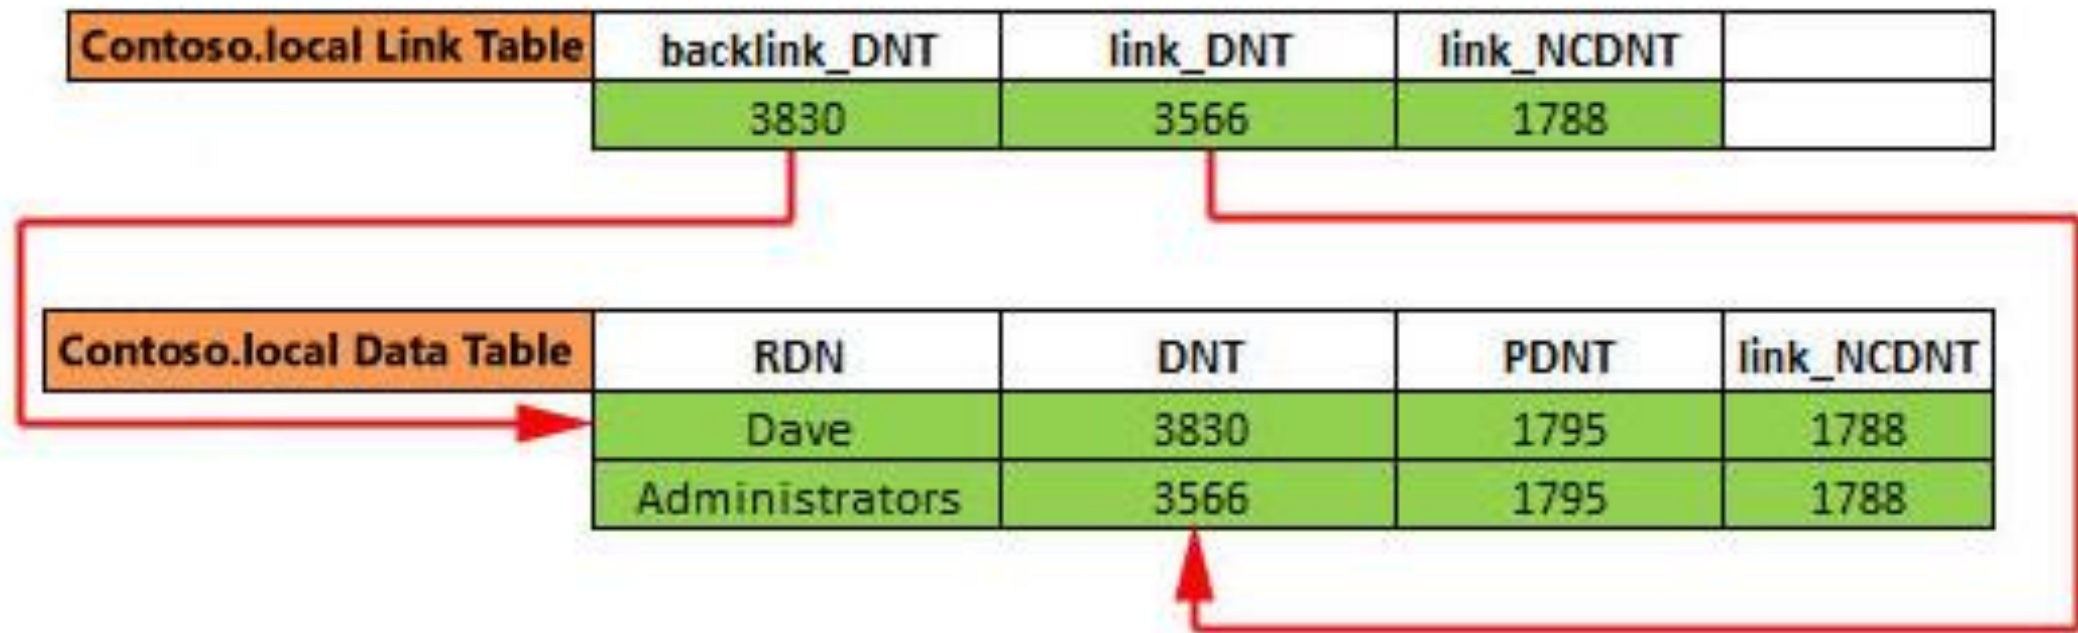 Contoso.local Link Table backlink_DNT link_DNT link_NCDNT
3830 3566 1788
Contoso.local Data Table RDN DNT PDNT link_NCDNT
Dave 3830 1795 1788
Administrators 3566 1795 1788